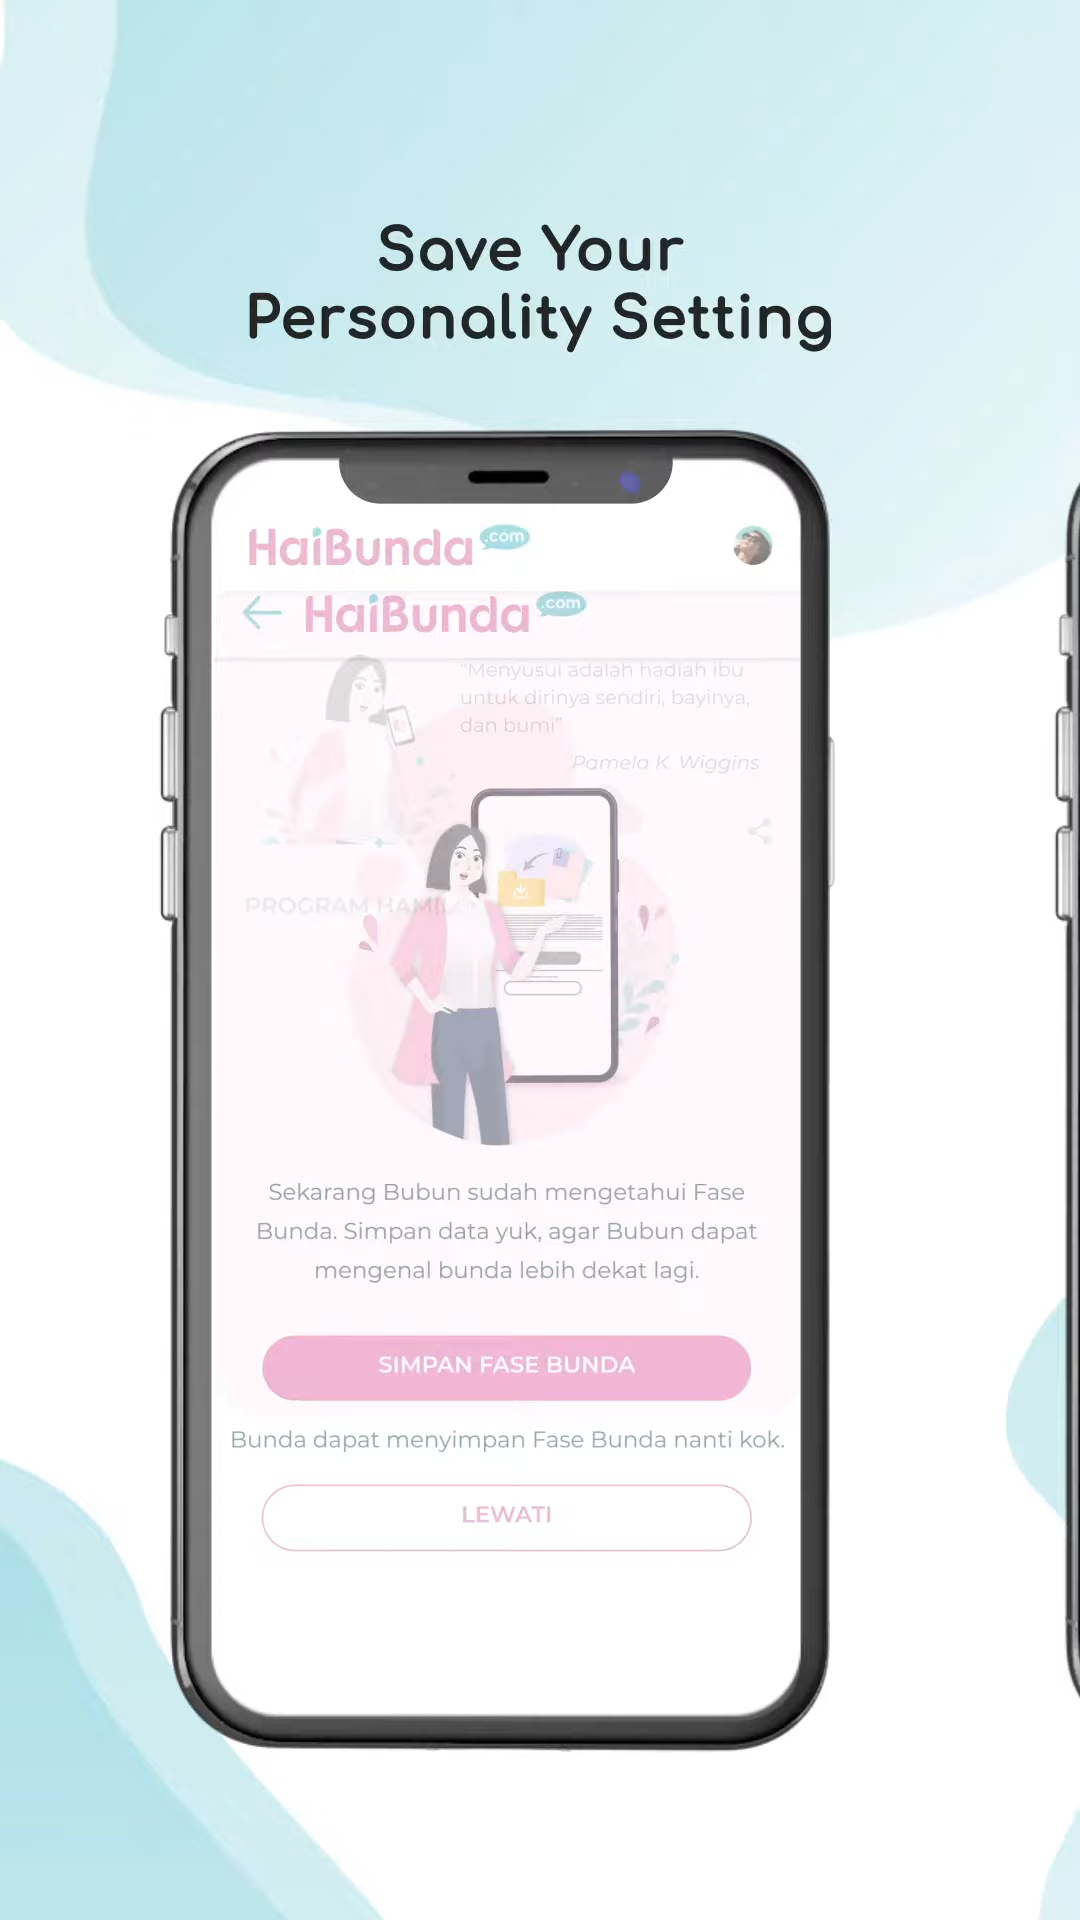 Save Your
Personality Setting
HaiBunda.com
HaiBunda.com
"Menyusui adalah hadiah ibu
untuk dirinya sendiri, bayinya,
dan bumi"
Pamela K. Wiggins
PROGRAM HAMIL
Sekarang Bubun sudah mengetahui Fase
Bunda. Simpan data yuk, agar Bubun dapat
mengenal bunda lebih dekat lagi.
SIMPAN FASE BUNDA
Bunda dapat menyimpan Fase Bunda nanti kok.
LEWATI